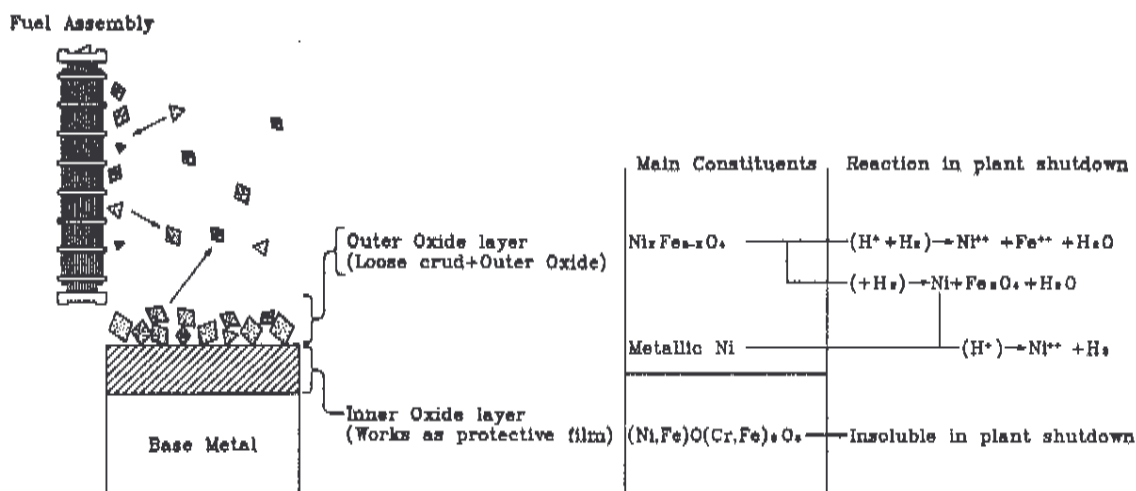 Fuel Assembly
Main Constituents
Reaction in plant shutdown
Outer Oxide layer
(Loose crud+Outer Oxide)
NiₓFe₃₋ₓO₄
(H⁺+H₂)→Ni⁺⁺+Fe⁺⁺+H₂O
(+H₂)→Ni+Fe₃O₄+H₂O
Metallic Ni
(H⁺)→Ni⁺⁺+H₂
Inner Oxide layer
(Works as protective film)
(Ni,Fe)O(Cr,Fe)₂O₃
Insoluble in plant shutdown
Base Metal